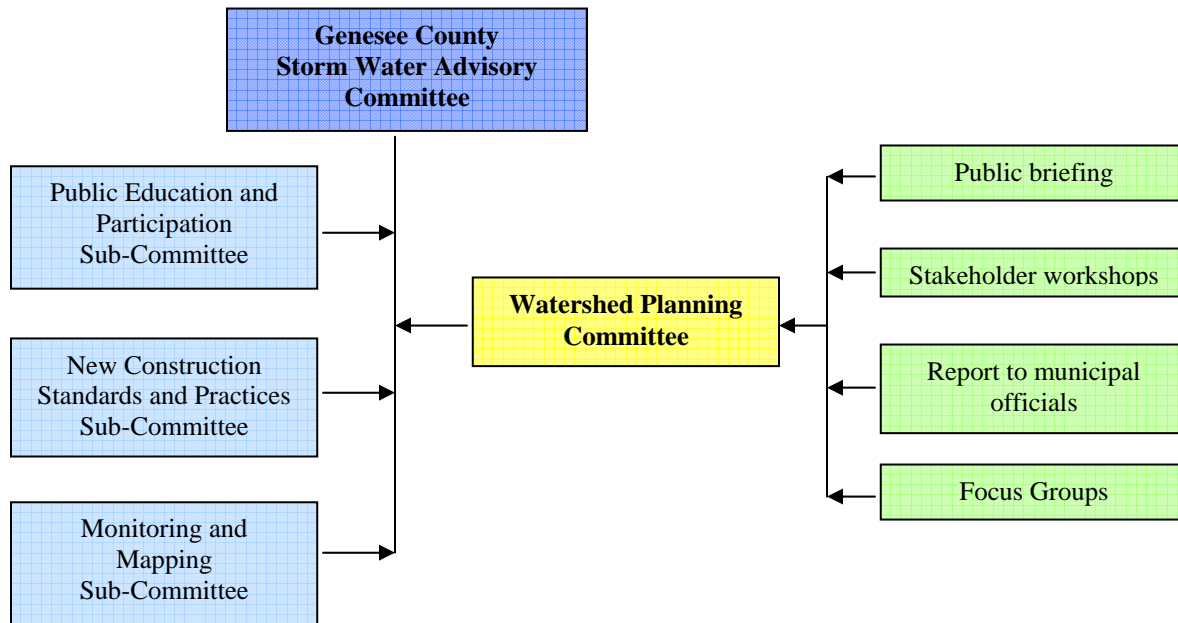 Genesee County
Storm Water Advisory
Committee
Public Education and
Participation
Sub-Committee
New Construction
Standards and Practices
Sub-Committee
Monitoring and
Mapping
Sub-Committee
Watershed Planning
Committee
Public briefing
Stakeholder workshops
Report to municipal
officials
Focus Groups